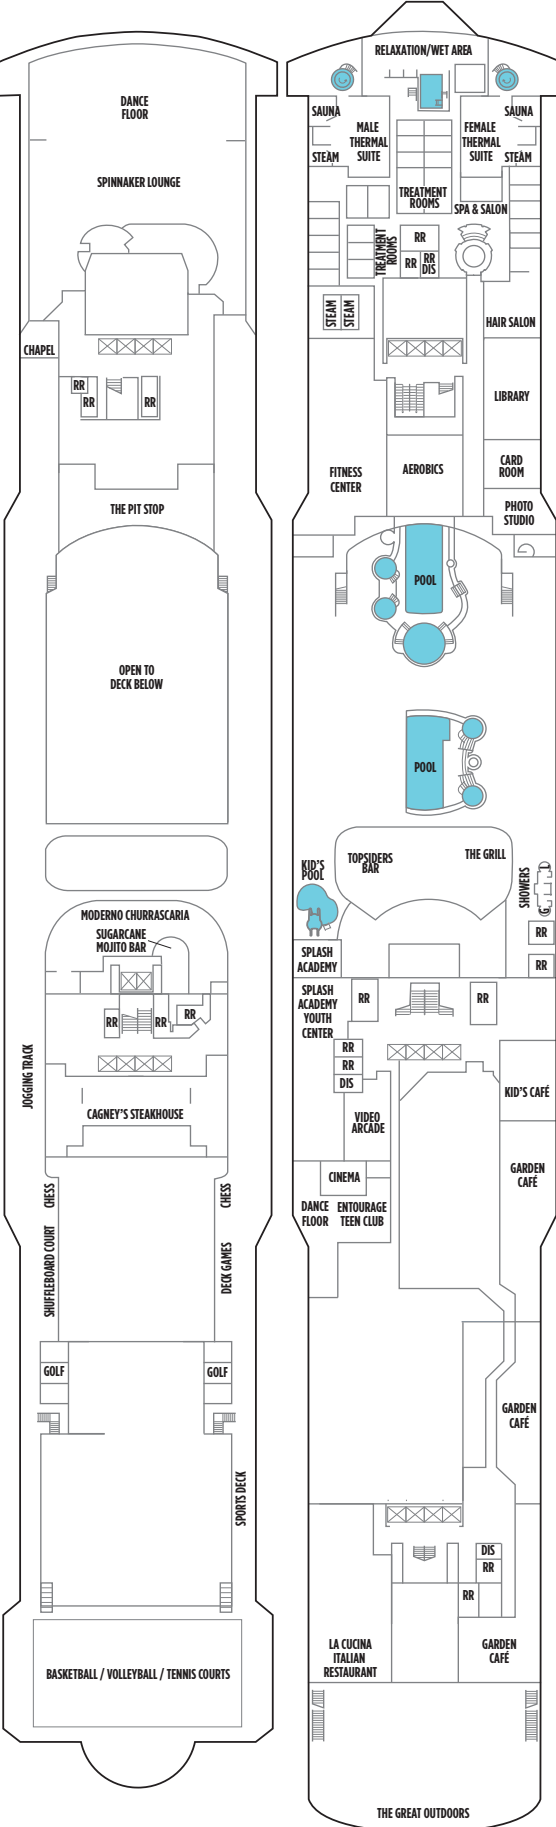 DANCE
FLOOR
SPINNAKER LOUNGE
CHAPEL
RR
RR
RR
THE PIT STOP
OPEN TO
DECK BELOW
MODERNO CHURRASCARIA
SUGARCANE
MOJITO BAR
RR
RR
RR
JOGGING TRACK
CAGNEY'S STEAKHOUSE
CHESS
CHESS
SHUFFLEBOARD COURT
DECK GAMES
GOLF
GOLF
SPORTS DECK
BASKETBALL / VOLLEYBALL / TENNIS COURTS
RELAXATION/WET AREA
SAUNA
SAUNA
MALE
THERMAL
SUITE
FEMALE
THERMAL
SUITE
STEAM
STEAM
TREATMENT
ROOMS
SPA & SALON
TREATMENT
ROOMS
RR
RR
RR
DIS
STEAM
STEAM
HAIR SALON
LIBRARY
FITNESS
CENTER
AEROBICS
CARD
ROOM
PHOTO
STUDIO
POOL
POOL
TOPSIDERS
BAR
THE GRILL
KID'S
POOL
SHOWERS
L
G
RR
RR
SPLASH
ACADEMY
SPLASH
ACADEMY
YOUTH
CENTER
RR
RR
RR
RR
DIS
KID'S CAFÉ
VIDEO
ARCADE
GARDEN
CAFÉ
CINEMA
DANCE
FLOOR
ENTOURAGE
TEEN CLUB
GARDEN
CAFÉ
DIS
RR
RR
LA CUCINA
ITALIAN
RESTAURANT
GARDEN
CAFÉ
THE GREAT OUTDOORS